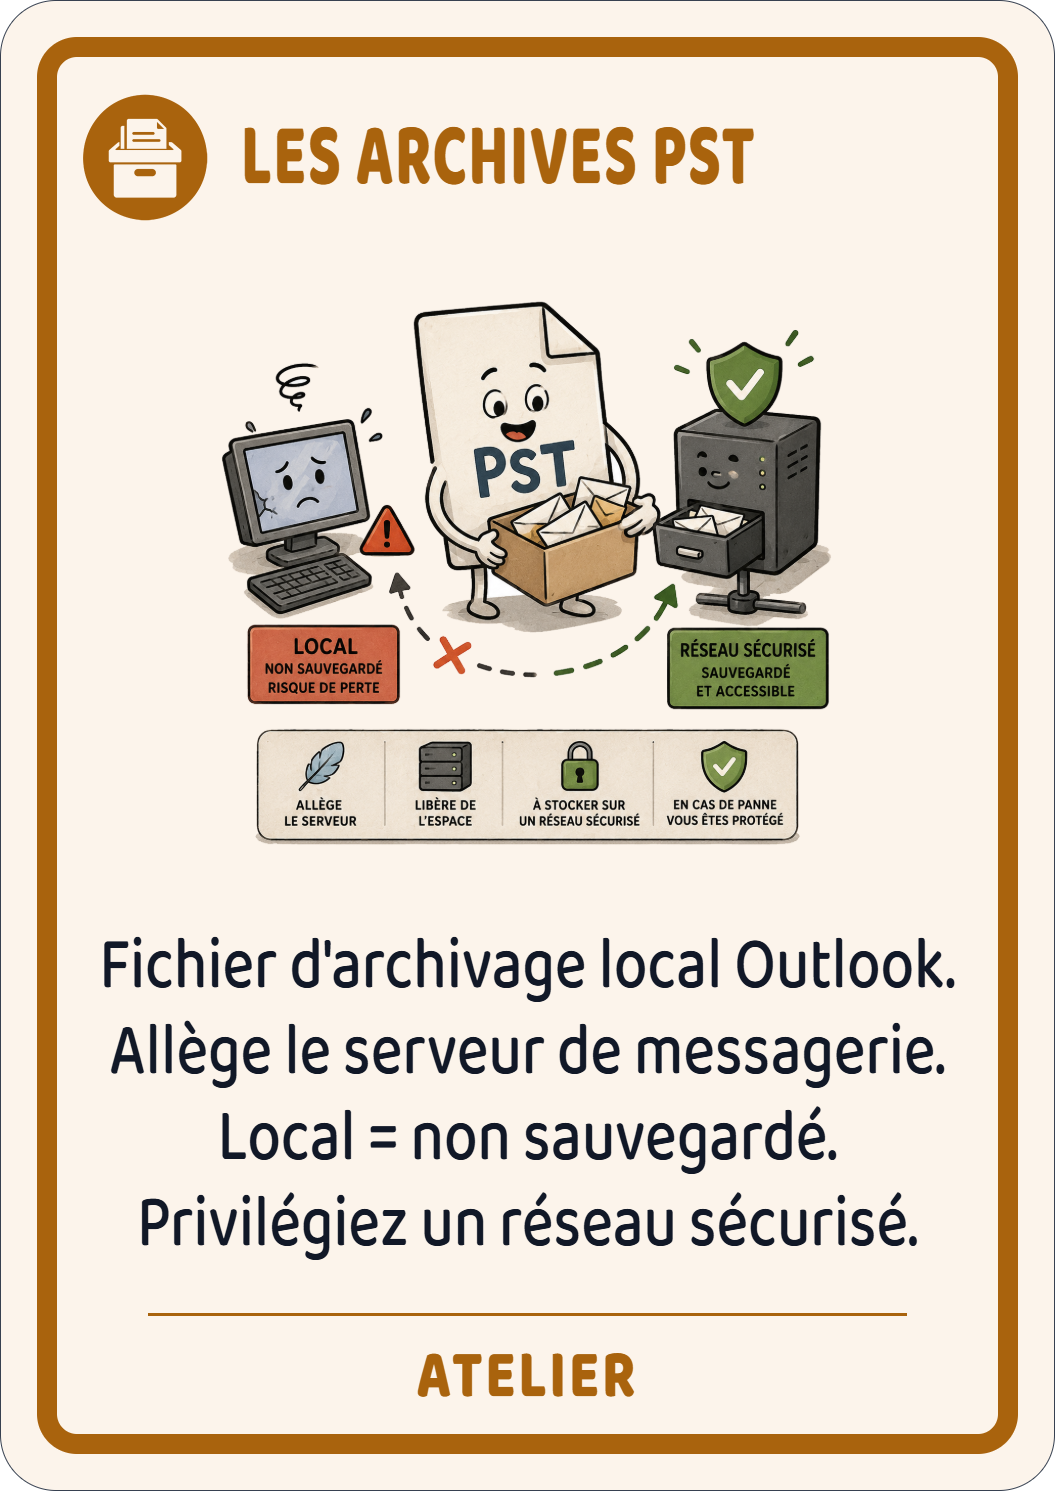 LES ARCHIVES PST
PST
LOCAL
NON SAUVEGARDÉ
RISQUE DE PERTE
RÉSEAU SÉCURISÉ
SAUVEGARDÉ
ET ACCESSIBLE
ALLÈGE
LE SERVEUR
LIBÈRE DE
L'ESPACE
À STOCKER SUR
UN RÉSEAU SÉCURISÉ
EN CAS DE PANNE
VOUS ÊTES PROTÉGÉ
Fichier d'archivage local Outlook.
Allège le serveur de messagerie.
Local = non sauvegardé.
Privilégiez un réseau sécurisé.
ATELIER